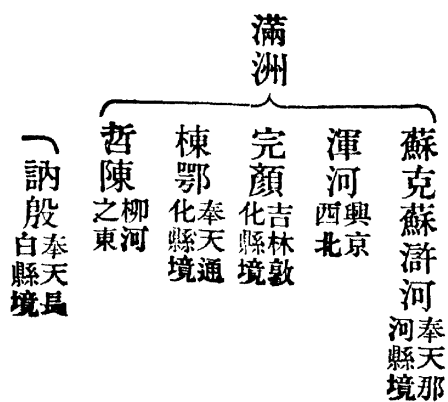 滿洲
蘇克蘇滸河 奉天那河縣境
渾河 興京西北
完顏 吉林敦化縣境
棟鄂 奉天通化縣境
哲陳 柳河之東
訥殷 奉天長白縣境